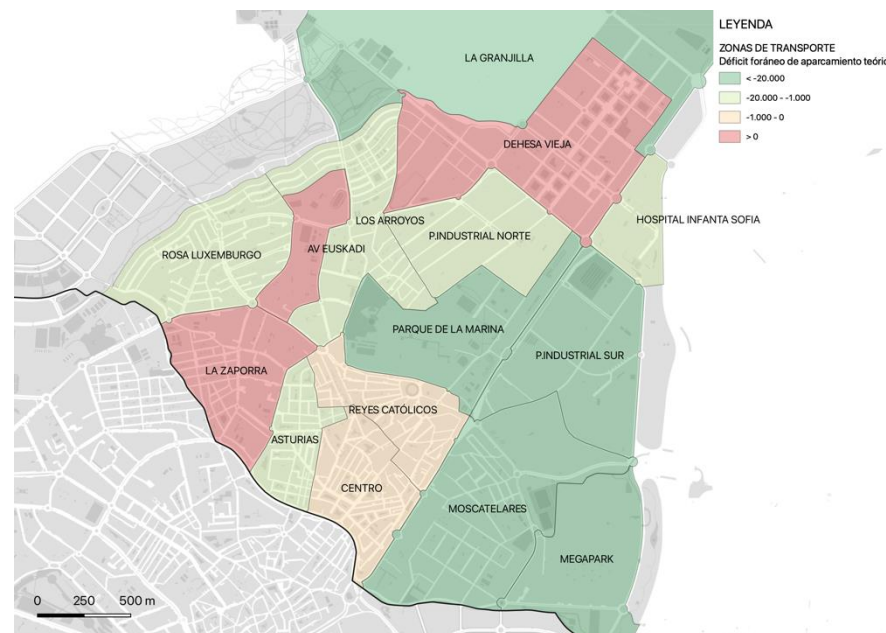 LEYENDA
ZONAS DE TRANSPORTE
Déficit foráneo de aparcamiento teóric
< -20.000
-20.000 - -1.000
-1.000 - 0
> 0
LA GRANJILLA
DEHESA VIEJA
HOSPITAL INFANTA SOFIA
LOS ARROYOS
P.INDUSTRIAL NORTE
AV EUSKADI
ROSA LUXEMBURGO
PARQUE DE LA MARINA
P.INDUSTRIAL SUR
LA ZAPORRA
REYES CATÓLICOS
ASTURIAS
CENTRO
MOSCATELARES
MEGAPARK
0 250 500 m